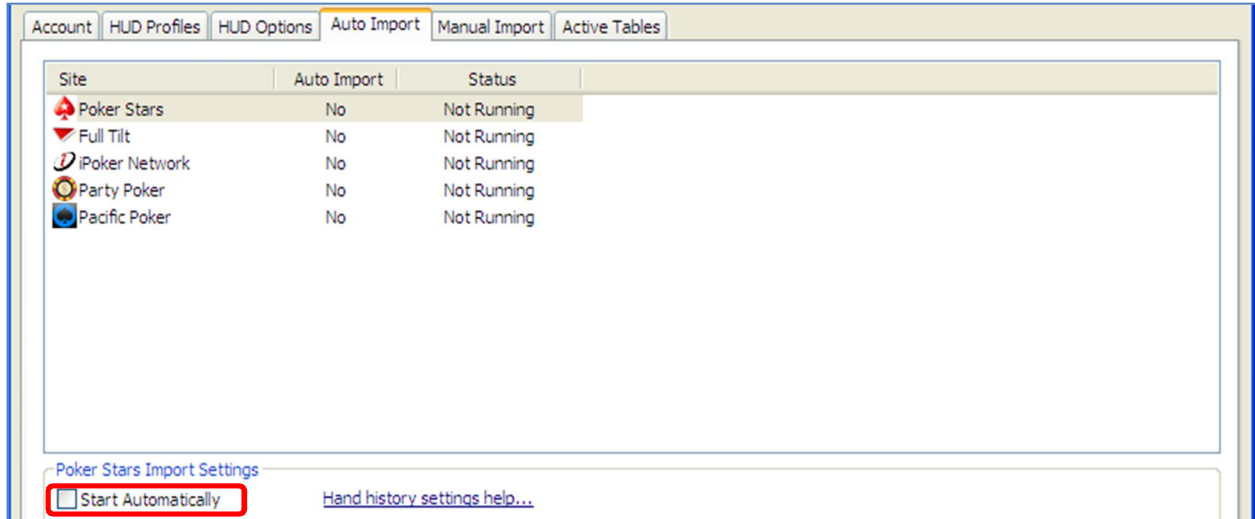 Account HUD Profiles HUD Options Auto Import Manual Import Active Tables
Site Auto Import Status
Poker Stars No Not Running
Full Tilt No Not Running
iPoker Network No Not Running
Party Poker No Not Running
Pacific Poker No Not Running
Poker Stars Import Settings
Start Automatically Hand history settings help...